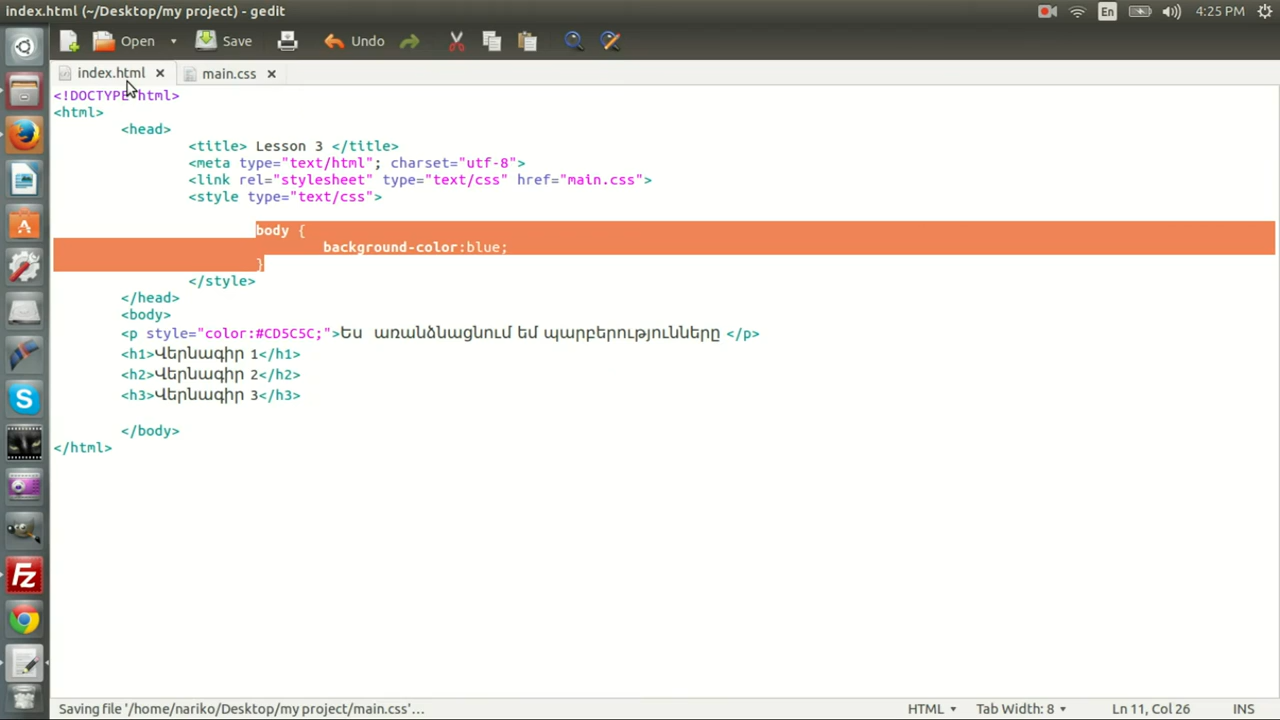 index.html (~/Desktop/my project) - gedit
En
4:25 PM
Open
Save
Undo
index.html
main.css
<!DOCTYPE html>
<html>
<head>
<title> Lesson 3 </title>
<meta type="text/html"; charset="utf-8">
<link rel="stylesheet" type="text/css" href="main.css">
<style type="text/css">
body {
background-color:blue;
}
</style>
</head>
<body>
<p style="color:#CD5C5C;">Ես  առանձնացնում եմ պարբերությունները </p>
<h1>Վերնագիր 1</h1>
<h2>Վերնագիր 2</h2>
<h3>Վերնագիր 3</h3>
</body>
</html>
Saving file '/home/nariko/Desktop/my project/main.css'…
HTML
Tab Width: 8
Ln 11, Col 26
INS